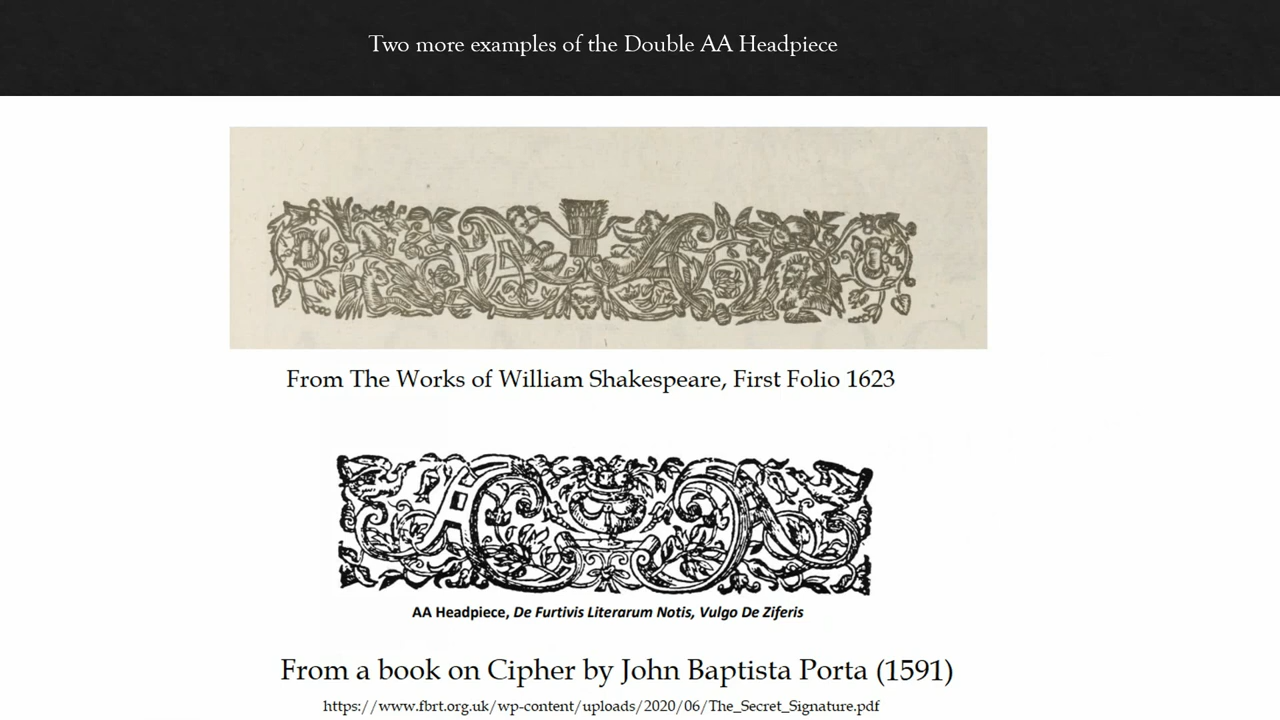 Two more examples of the Double AA Headpiece
From The Works of William Shakespeare, First Folio 1623
AA Headpiece, De Furtivis Literarum Notis, Vulgo De Ziferis
From a book on Cipher by John Baptista Porta (1591)
https://www.fbrt.org.uk/wp-content/uploads/2020/06/The_Secret_Signature.pdf